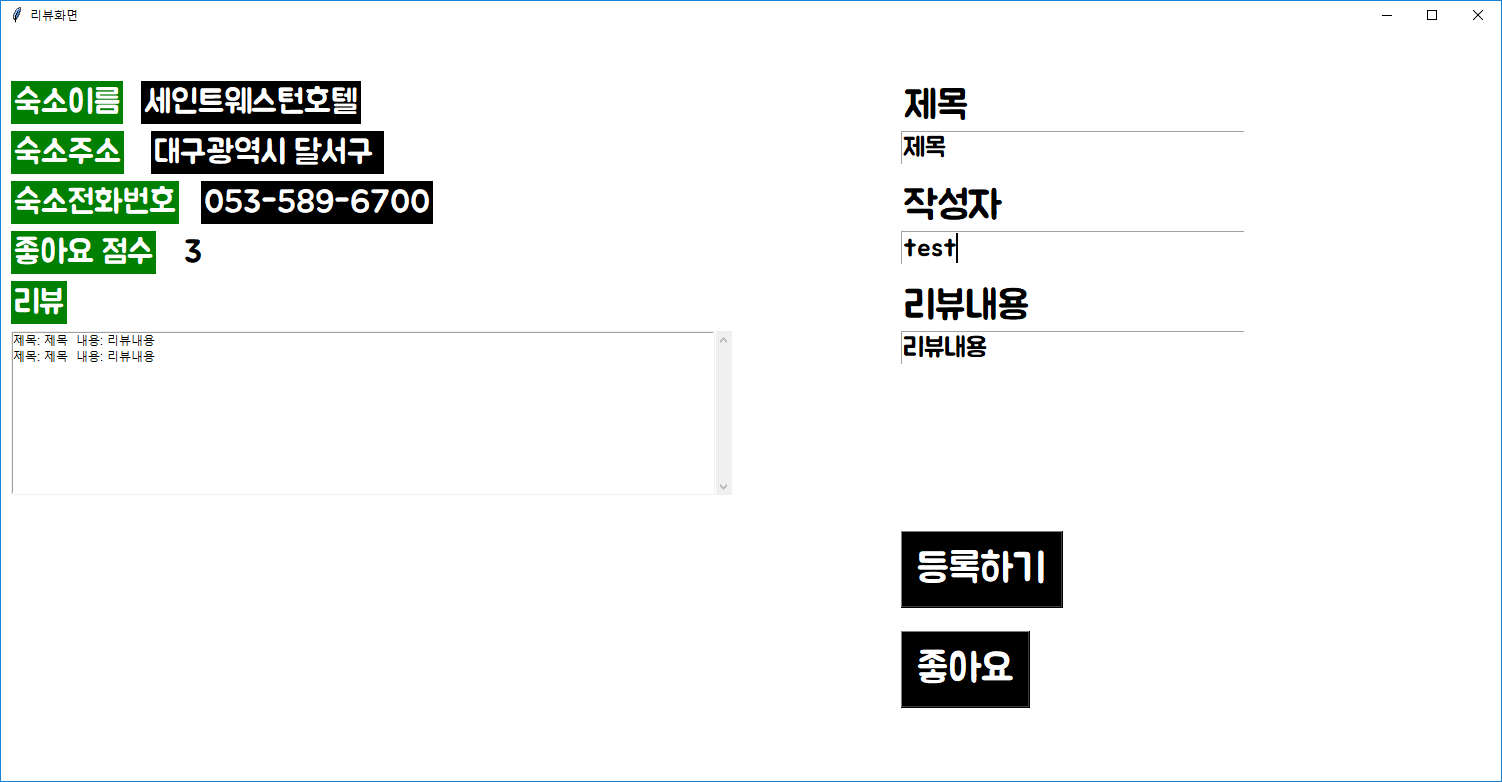 리뷰화면
숙소이름 세인트웨스턴호텔
숙소주소 대구광역시 달서구
숙소전화번호 053-589-6700
좋아요 점수 3
리뷰
제목: 제목 내용: 리뷰내용
제목: 제목 내용: 리뷰내용
제목
제목
작성자
test
리뷰내용
리뷰내용
등록하기
좋아요